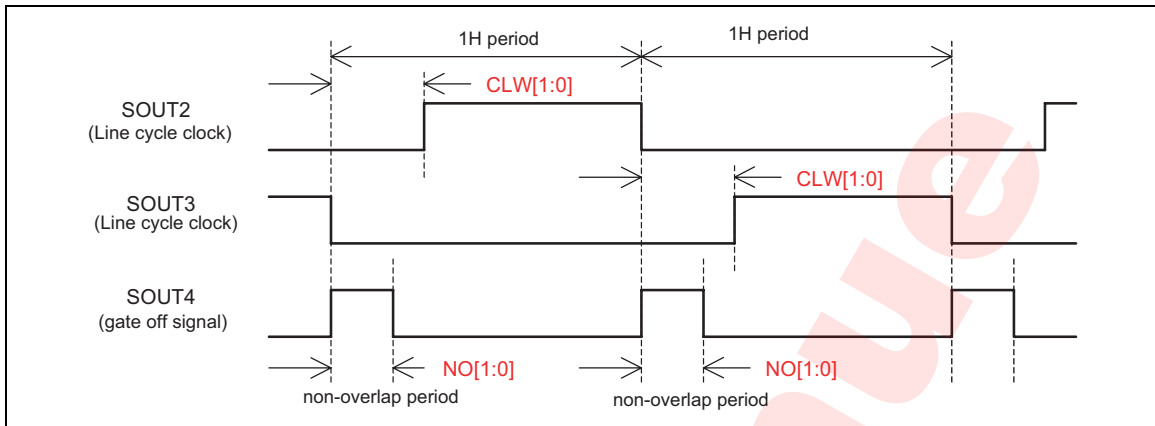 1H period
1H period
CLW[1:0]
SOUT2
(Line cycle clock)
CLW[1:0]
SOUT3
(Line cycle clock)
SOUT4
(gate off signal)
NO[1:0]
NO[1:0]
non-overlap period
non-overlap period
ue